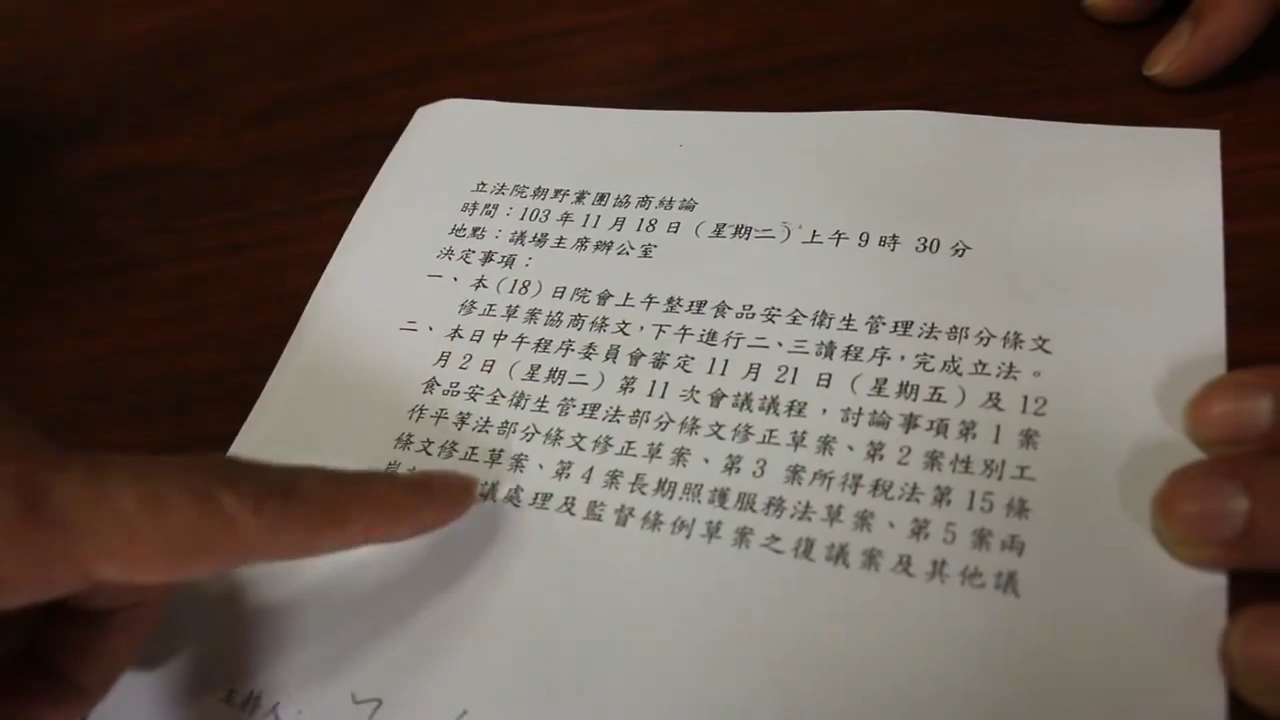 立法院朝野黨團協商結論
時間：103年11月18日（星期二）上午9時 30分
地點：議場主席辦公室
決定事項：
一、本(18)日院會上午整理食品安全衛生管理法部分條文
修正草案協商條文，下午進行二、三讀程序，完成立法。
二、本日中午程序委員會審定11月21日（星期五）及12
月2日（星期二）第11次會議議程，討論事項第1案
食品安全衛生管理法部分條文修正草案、第2案性別工
作平等法部分條文修正草案、第3 案所得稅法第15條
條文修正草案、第4案長期照護服務法草案、第5案兩
議處理及監督條例草案之復議案及其他議
主持人：